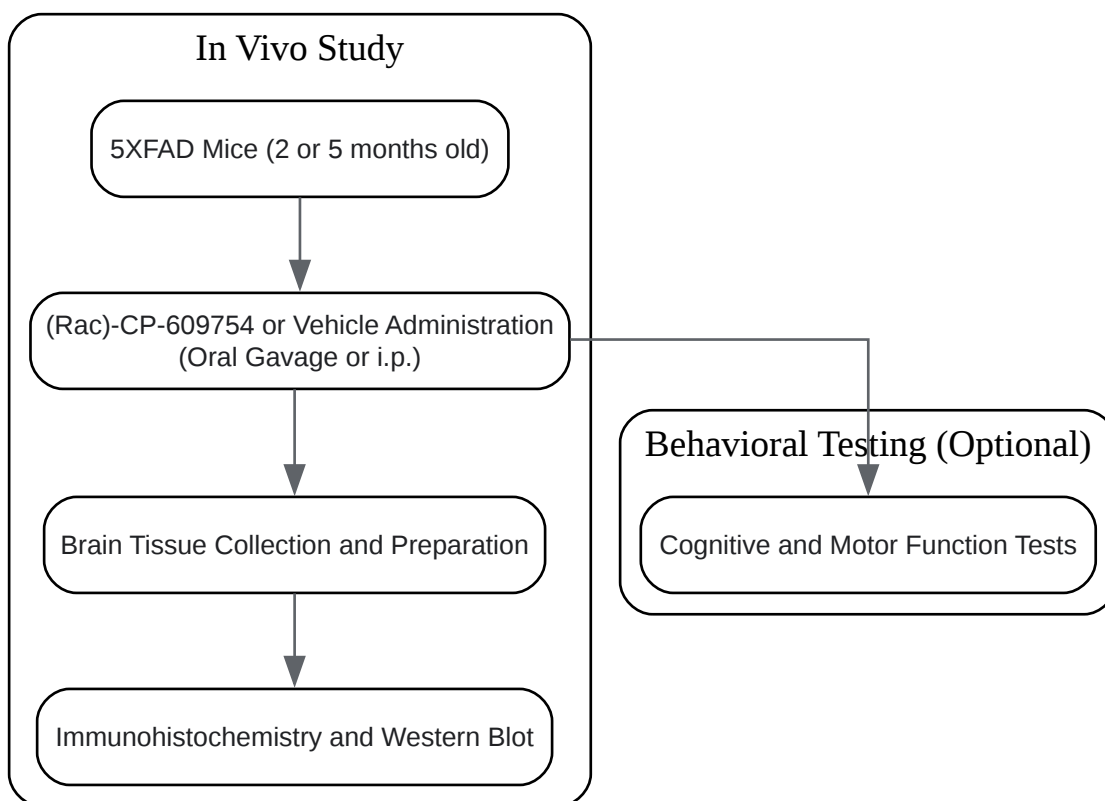 In Vivo Study
5XFAD Mice (2 or 5 months old)
(Rac)-CP-609754 or Vehicle Administration
(Oral Gavage or i.p.)
Brain Tissue Collection and Preparation
Immunohistochemistry and Western Blot
Behavioral Testing (Optional)
Cognitive and Motor Function Tests